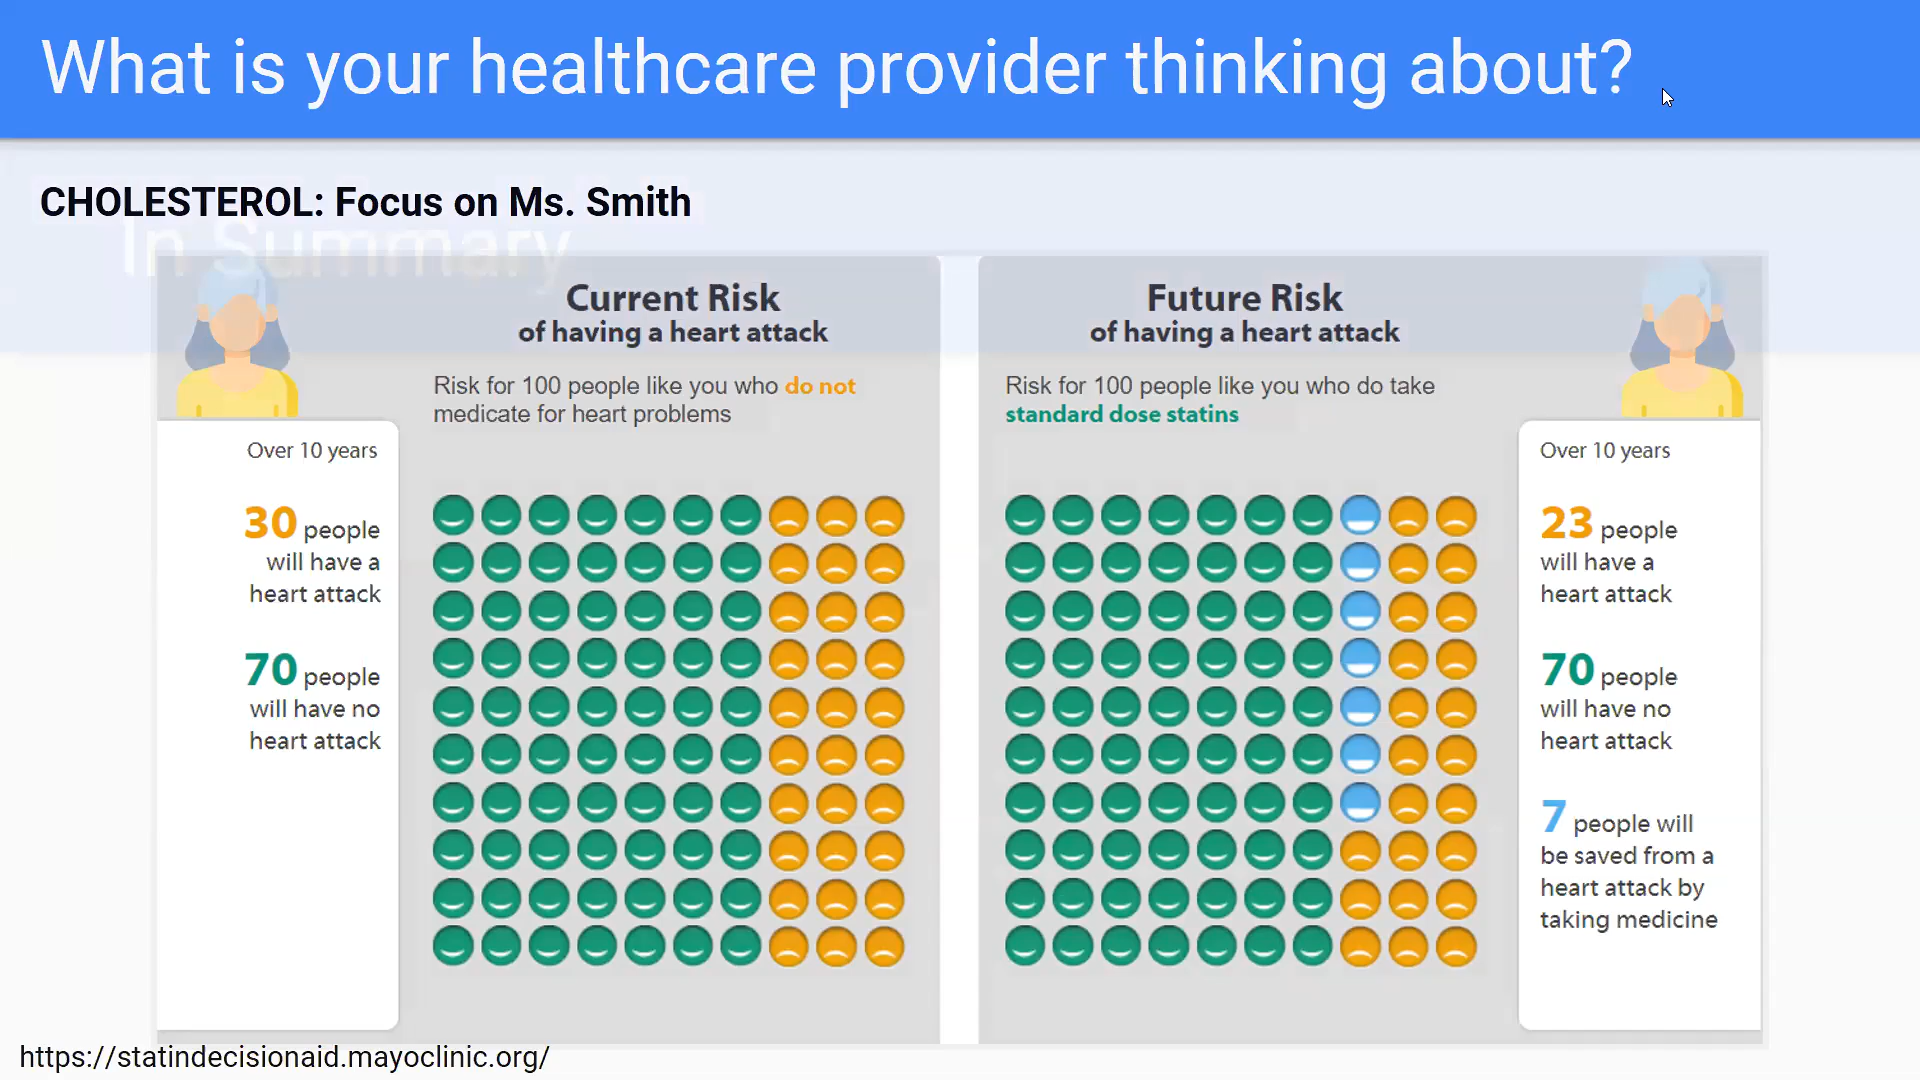 What is your healthcare provider thinking about?
CHOLESTEROL: Focus on Ms. Smith
In Summary
Current Risk
of having a heart attack
Risk for 100 people like you who do not
medicate for heart problems
Over 10 years
30 people
will have a
heart attack
70 people
will have no
heart attack
Future Risk
of having a heart attack
Risk for 100 people like you who do take
standard dose statins
Over 10 years
23 people
will have a
heart attack
70 people
will have no
heart attack
7 people will
be saved from a
heart attack by
taking medicine
https://statindecisionaid.mayoclinic.org/